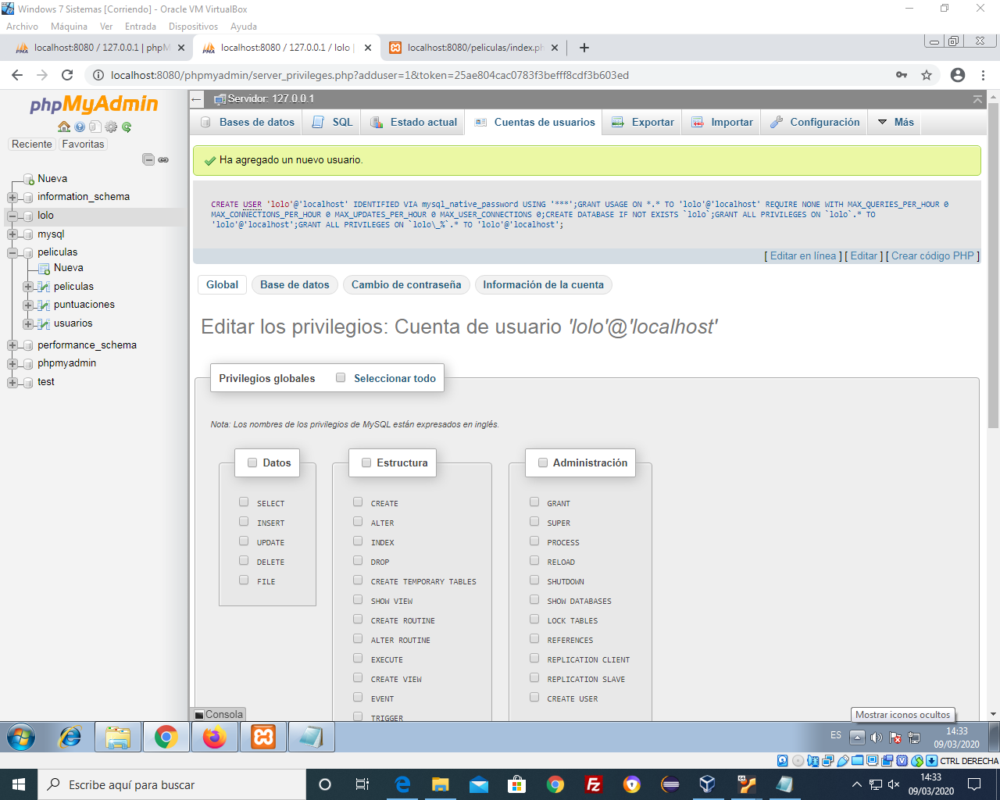 Windows 7 Sistemas [Corriendo] - Oracle VM VirtualBox
Archivo Máquina Ver Entrada Dispositivos Ayuda
localhost:8080 / 127.0.0.1 | phpM
localhost:8080 / 127.0.0.1 / lolo |
localhost:8080/peliculas/index.ph
localhost:8080/phpmyadmin/server_privileges.php?adduser=1&token=25ae804cac0783f3befff8cdf3b603ed
phpMyAdmin
Reciente Favoritas
Nueva
information_schema
lolo
mysql
peliculas
Nueva
peliculas
puntuaciones
usuarios
performance_schema
phpmyadmin
test
Servidor: 127.0.0.1
Bases de datos SQL Estado actual Cuentas de usuarios Exportar Importar Configuración Más
Ha agregado un nuevo usuario.
CREATE USER 'lolo'@'localhost' IDENTIFIED VIA mysql_native_password USING '***';GRANT USAGE ON *.* TO 'lolo'@'localhost' REQUIRE NONE WITH MAX_QUERIES_PER_HOUR 0
MAX_CONNECTIONS_PER_HOUR 0 MAX_UPDATES_PER_HOUR 0 MAX_USER_CONNECTIONS 0;CREATE DATABASE IF NOT EXISTS `lolo`;GRANT ALL PRIVILEGES ON `lolo`.* TO
'lolo'@'localhost';GRANT ALL PRIVILEGES ON `lolo\_%`.* TO 'lolo'@'localhost';
[ Editar en línea ] [ Editar ] [ Crear código PHP ]
Global Base de datos Cambio de contraseña Información de la cuenta
Editar los privilegios: Cuenta de usuario 'lolo'@'localhost'
Privilegios globales Seleccionar todo
Nota: Los nombres de los privilegios de MySQL están expresados en inglés.
Datos
SELECT
INSERT
UPDATE
DELETE
FILE
Estructura
CREATE
ALTER
INDEX
DROP
CREATE TEMPORARY TABLES
SHOW VIEW
CREATE ROUTINE
ALTER ROUTINE
EXECUTE
CREATE VIEW
EVENT
TRIGGER
Administración
GRANT
SUPER
PROCESS
RELOAD
SHUTDOWN
SHOW DATABASES
LOCK TABLES
REFERENCES
REPLICATION CLIENT
REPLICATION SLAVE
CREATE USER
Consola
Mostrar iconos ocultos
ES
14:33
09/03/2020
CTRL DERECHA
Escribe aquí para buscar
14:33
09/03/2020